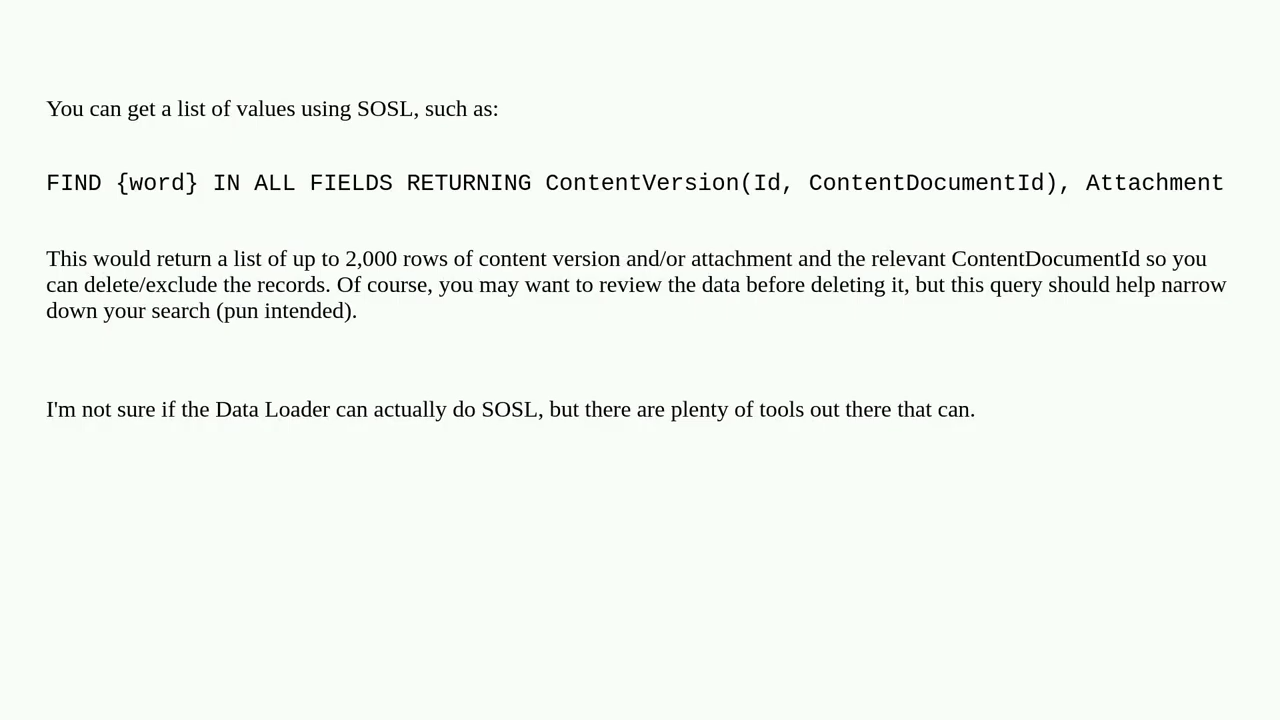 You can get a list of values using SOSL, such as:
FIND {word} IN ALL FIELDS RETURNING ContentVersion(Id, ContentDocumentId), Attachment
This would return a list of up to 2,000 rows of content version and/or attachment and the relevant ContentDocumentId so you
can delete/exclude the records. Of course, you may want to review the data before deleting it, but this query should help narrow
down your search (pun intended).
I'm not sure if the Data Loader can actually do SOSL, but there are plenty of tools out there that can.